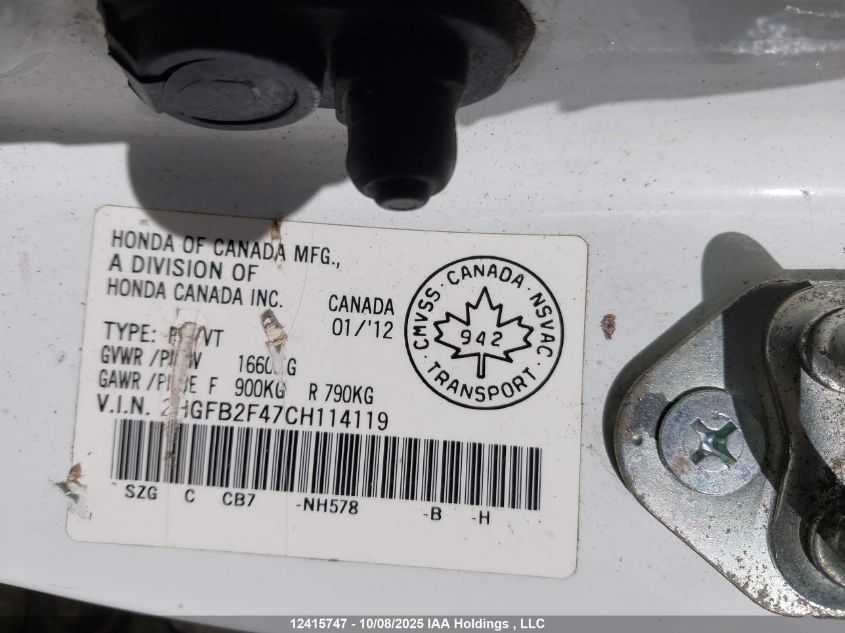 HONDA OF CANADA MFG.,
A DIVISION OF
HONDA CANADA INC.
CANADA
01/'12
TYPE:
GVWR
GAWR F 900KG R 790KG
V.I.N. 2HGFB2F47CH114119
SZG C CB7 -NH578 -B -H
CMVSS · CANADA · NSVAC ·
942
TRANSPORT
12415747 - 10/08/2025 IAA Holdings , LLC